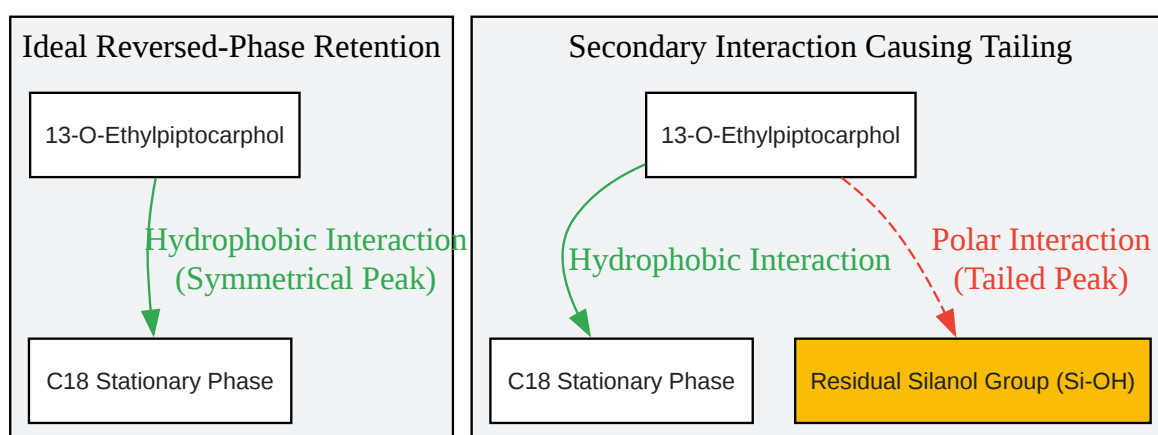 Ideal Reversed-Phase Retention
13-O-Ethylpiptocarphol
Hydrophobic Interaction
(Symmetrical Peak)
C18 Stationary Phase
Secondary Interaction Causing Tailing
13-O-Ethylpiptocarphol
Hydrophobic Interaction
Polar Interaction
(Tailed Peak)
C18 Stationary Phase
Residual Silanol Group (Si-OH)